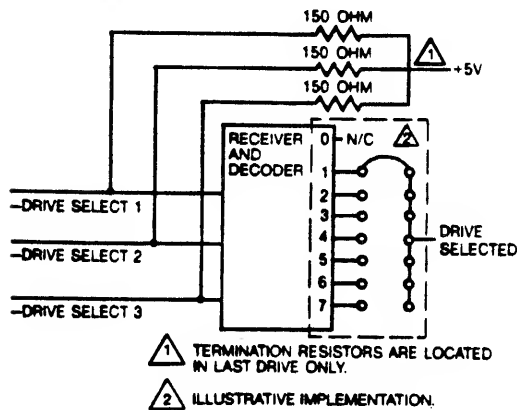 150 OHM
150 OHM
150 OHM
1
+5V
RECEIVER
AND
DECODER
0
N/C
2
1
2
3
4
5
6
7
DRIVE
SELECTED
–DRIVE SELECT 1
–DRIVE SELECT 2
–DRIVE SELECT 3
1 TERMINATION RESISTORS ARE LOCATED
IN LAST DRIVE ONLY.
2 ILLUSTRATIVE IMPLEMENTATION.